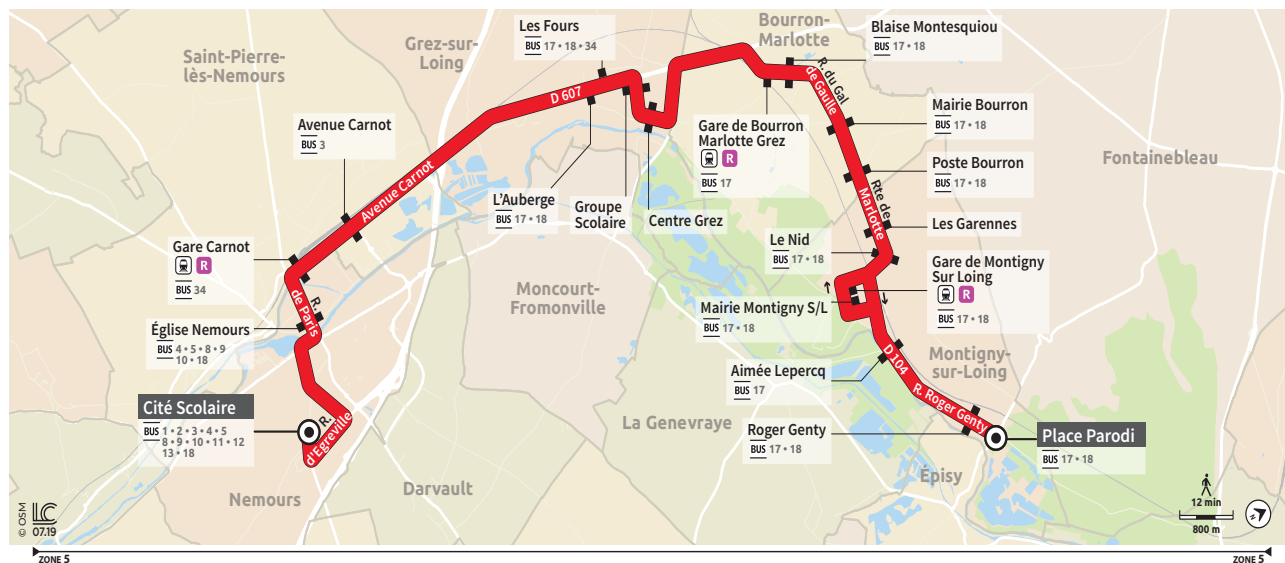 Les Fours
BUS 17 • 18 • 34
Bourron-
Marlotte
Blaise Montesquiou
BUS 17 • 18
Saint-Pierre-
lès-Nemours
Grez-sur-
Loing
D 607
R. du Gal
de Gaulle
Avenue Carnot
BUS 3
Gare de Bourron
Marlotte Grez
R
BUS 17
Mairie Bourron
BUS 17 • 18
Fontainebleau
Poste Bourron
BUS 17 • 18
Avenue Carnot
L'Auberge
BUS 17 • 18
Groupe
Scolaire
Centre Grez
Rte de
Marlotte
Les Garennes
Gare Carnot
R
BUS 34
Le Nid
BUS 17 • 18
Gare de Montigny
Sur Loing
R
BUS 17 • 18
R.
de Paris
Moncourt-
Fromonville
Mairie Montigny S/L
BUS 17 • 18
Église Nemours
BUS 4 • 5 • 8 • 9
10 • 18
D 104
Montigny-
sur-Loing
Aimée Lepercq
BUS 17
R. Roger Genty
Cité Scolaire
BUS 1 • 2 • 3 • 4 • 5
8 • 9 • 10 • 11 • 12
13 • 18
R.
d'Egreville
La Genevraye
Roger Genty
BUS 17 • 18
Place Parodi
BUS 17 • 18
Nemours
Darvault
Épisy
12 min
800 m
© OSM
LC
07.19
ZONE 5
ZONE 5